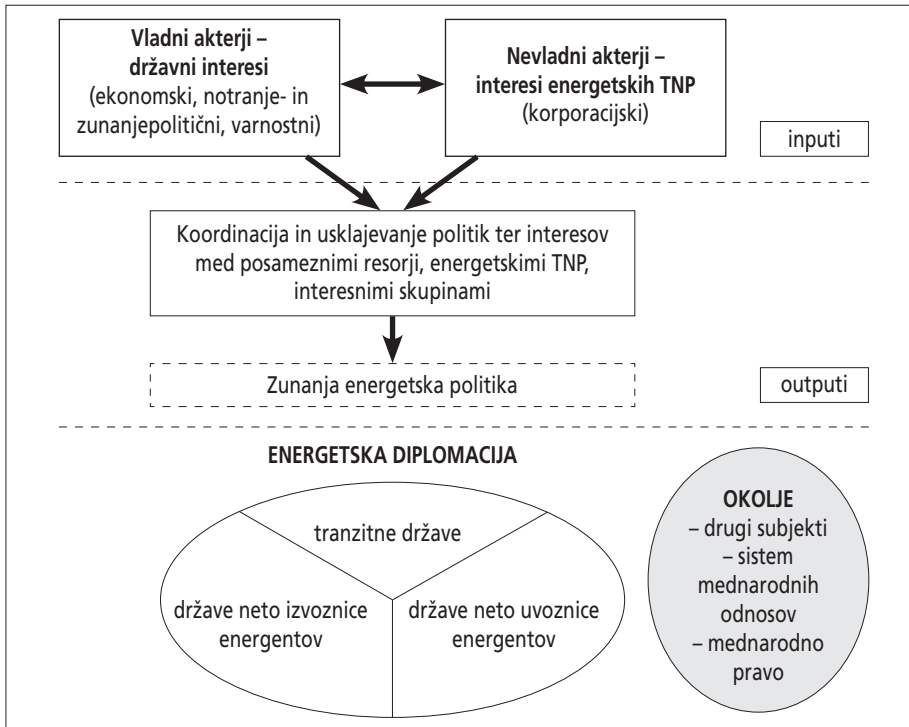 Vladni akterji –
državni interesi
(ekonomski, notranje- in
zunanjepolitični, varnostni)
Nevladni akterji –
interesi energetskih TNP
(korporacijski)
inputi
Koordinacija in usklajevanje politik ter interesov
med posameznimi resorji, energetskimi TNP,
interesnimi skupinami
Zunanja energetska politika
outputi
ENERGETSKA DIPLOMACIJA
tranzitne države
države neto izvoznice
energentov
države neto uvoznice
energentov
OKOLJE
– drugi subjekti
– sistem
mednarodnih
odnosov
– mednarodno
pravo